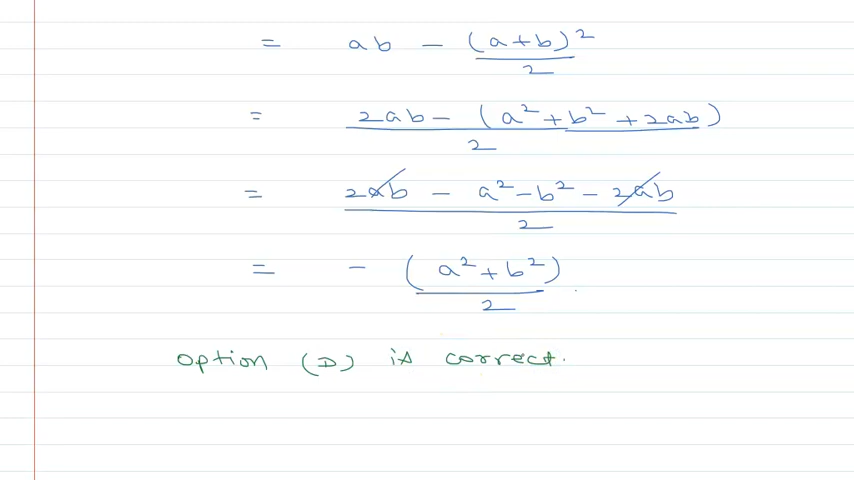 = ab - (a+b)²/2
= 2ab - (a² + b² + 2ab)/2
= 2ab - a² - b² - 2ab/2
= - (a² + b²)/2
option (D) is correct.